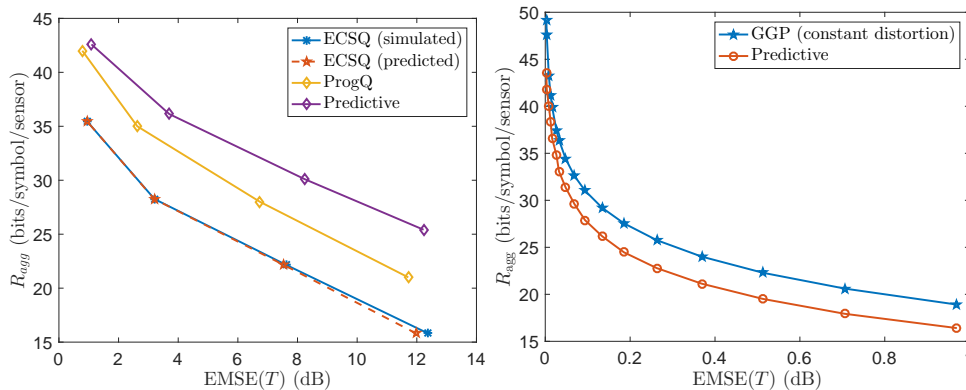 45
40
35
30
25
20
15
R_agg (bits/symbol/sensor)
0 2 4 6 8 10 12 14
EMSE(T) (dB)
ECSQ (simulated)
ECSQ (predicted)
ProgQ
Predictive
50
45
40
35
30
25
20
15
R_agg (bits/symbol/sensor)
0 0.2 0.4 0.6 0.8
EMSE(T) (dB)
GGP (constant distortion)
Predictive